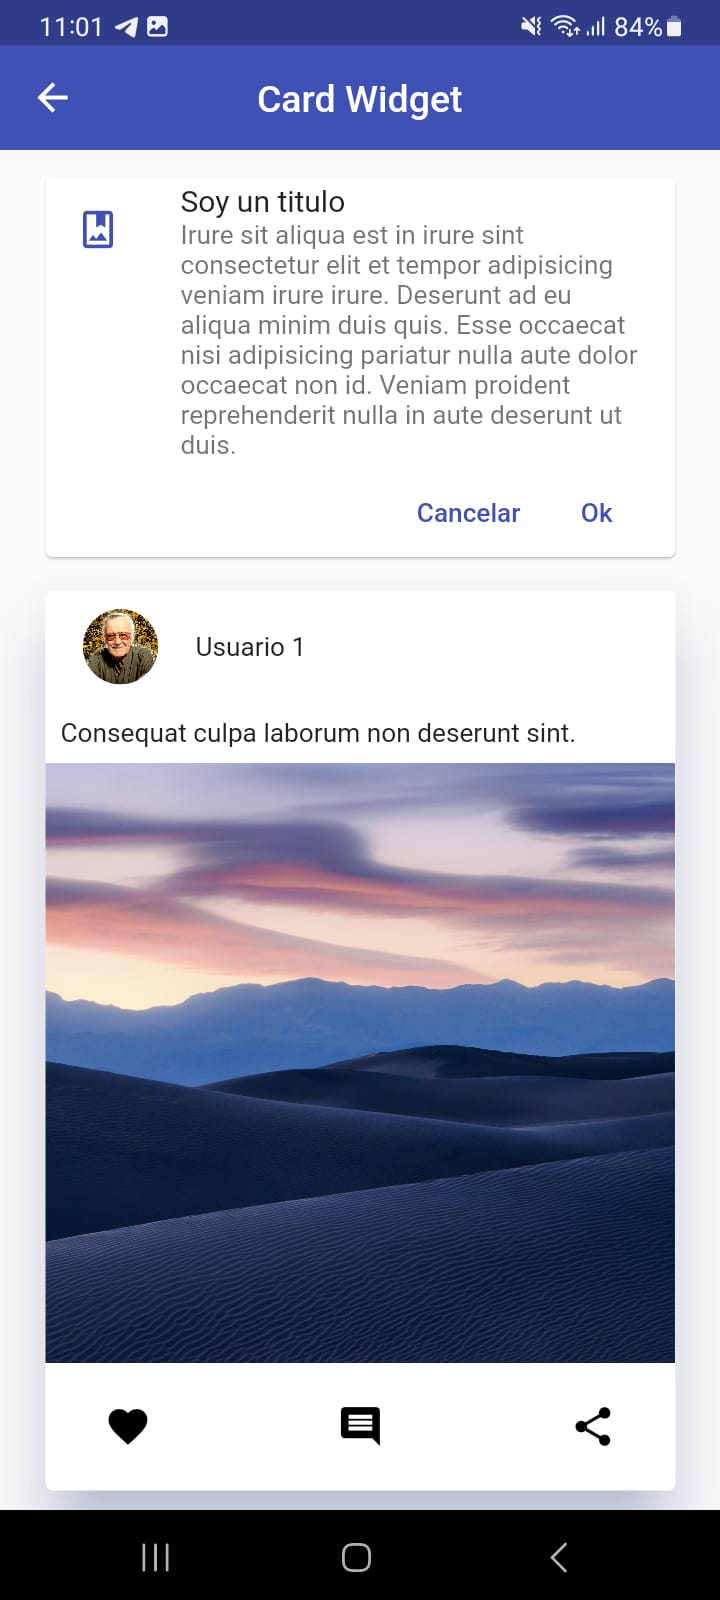 11:01 84%
Card Widget
Soy un titulo
Irure sit aliqua est in irure sint
consectetur elit et tempor adipisicing
veniam irure irure. Deserunt ad eu
aliqua minim duis quis. Esse occaecat
nisi adipisicing pariatur nulla aute dolor
occaecat non id. Veniam proident
reprehenderit nulla in aute deserunt ut
duis.
Cancelar Ok
Usuario 1
Consequat culpa laborum non deserunt sint.